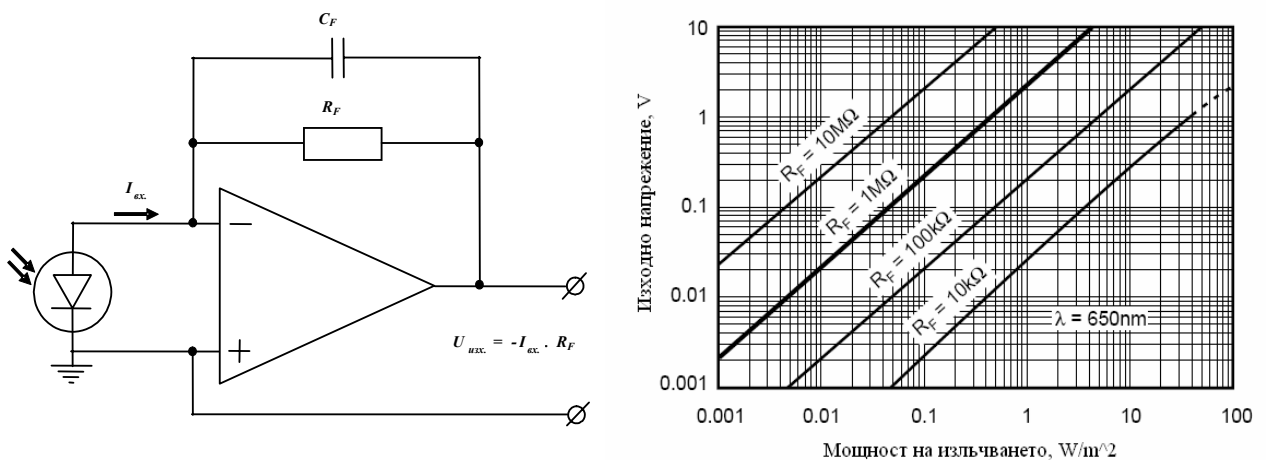 C_F
R_F
I_вх.
U_изх. = -I_вх. . R_F
Изходно напрежение, V
10
1
0.1
0.01
0.001
R_F = 10MΩ
R_F = 1MΩ
R_F = 100kΩ
R_F = 10kΩ
λ = 650nm
0.001 0.01 0.1 1 10 100
Мощност на излъчването, W/m^2